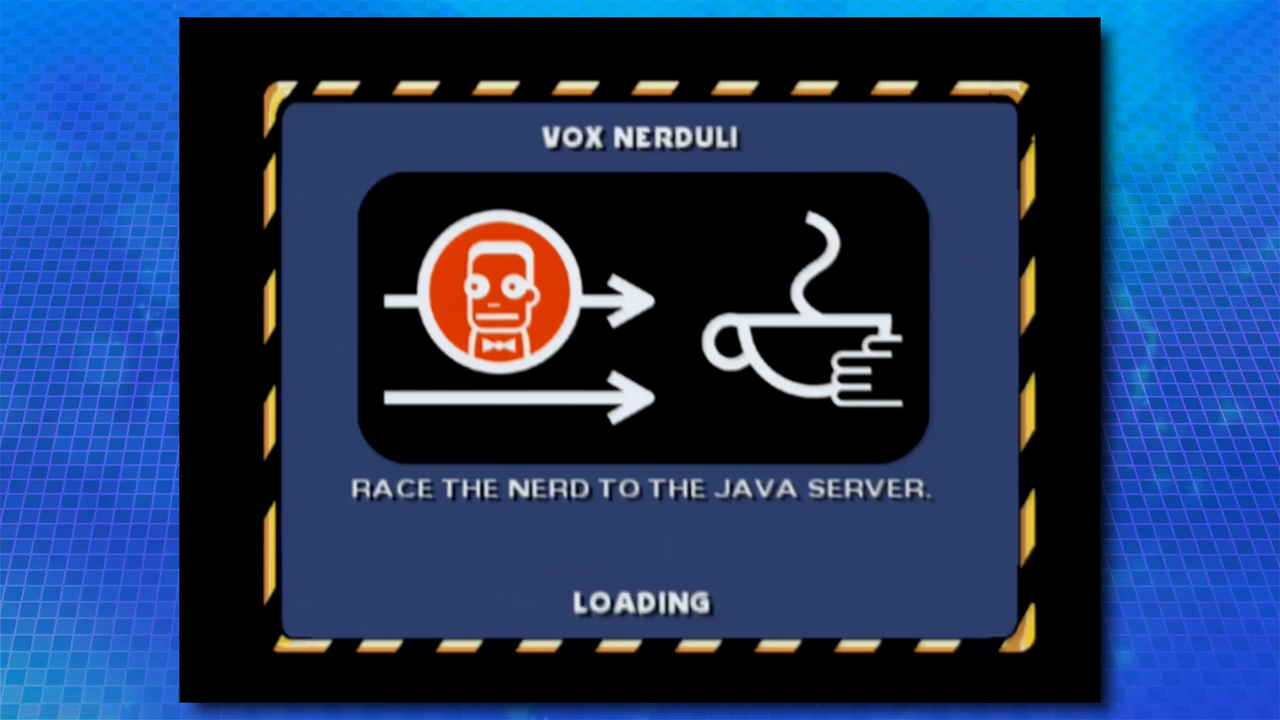 VOX NERDULI
RACE THE NERD TO THE JAVA SERVER.
LOADING